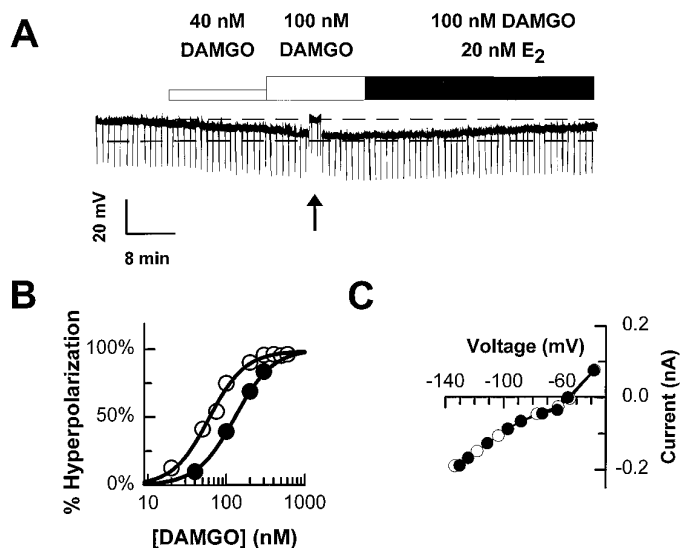 A
40 nM
DAMGO
100 nM
DAMGO
100 nM DAMGO
20 nM E2
20 mV
8 min
B
% Hyperpolarization
100%
50%
0%
10
100
1000
[DAMGO] (nM)
C
Voltage (mV)
-140
-100
-60
0.2
0.0
-0.2
Current (nA)